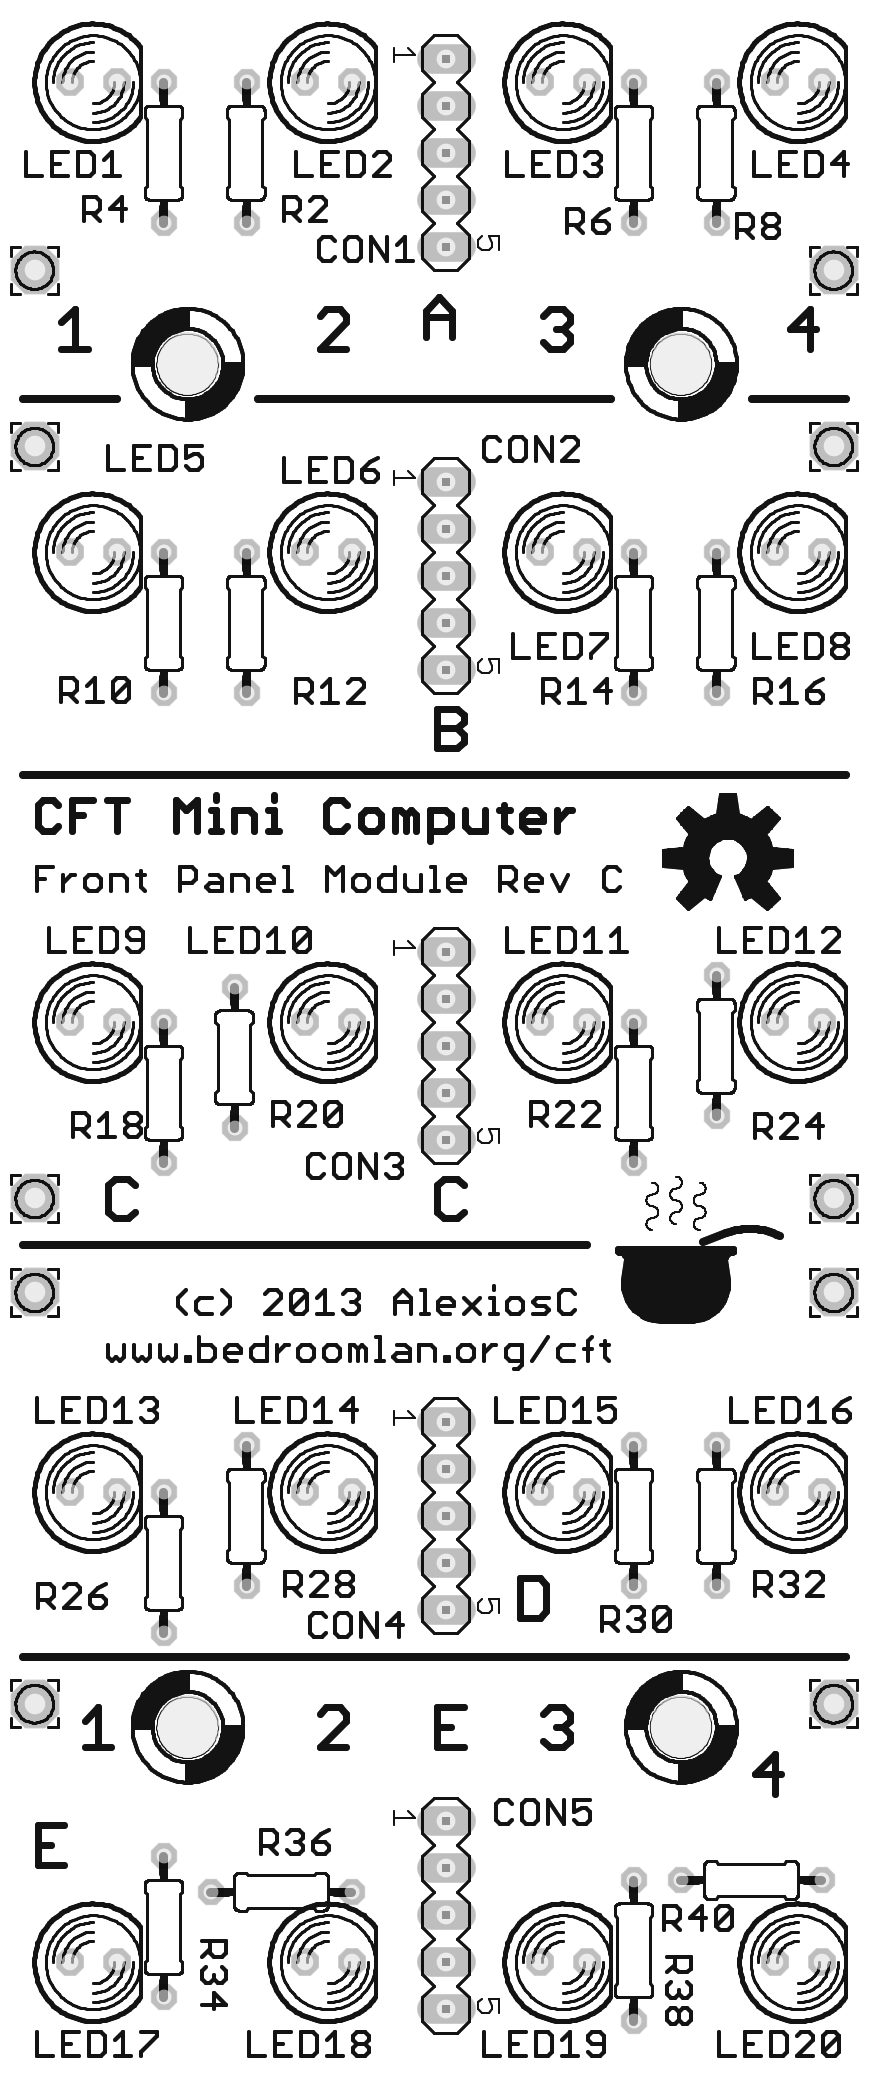 1
LED1 LED2 LED3 LED4
R4 R2 R6 R8
CON1 5
1 2 A 3 4
LED5 LED6 1 CON2
LED7 LED8
5
R10 R12 R14 R16
B
CFT Mini Computer
Front Panel Module Rev C
LED9 LED10 1 LED11 LED12
R18 R20 R22 R24
5
CON3
C C
(c) 2013 AlexiosC
www.bedroomlan.org/cft
LED13 LED14 1 LED15 LED16
R26 R28 D R32
CON4 5 R30
1 2 E 3 4
1 CON5
E R36
R40
R34 R38
5
LED17 LED18 LED19 LED20